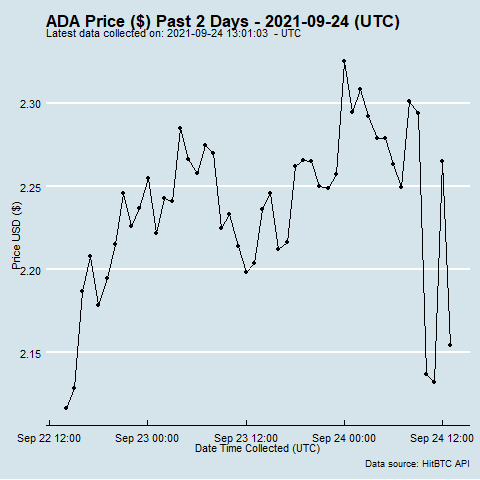 ADA Price ($) Past 2 Days - 2021-09-24 (UTC)
Latest data collected on: 2021-09-24 13:01:03 - UTC
Price USD ($)
2.30
2.25
2.20
2.15
Sep 22 12:00 Sep 23 00:00 Sep 23 12:00 Sep 24 00:00 Sep 24 12:00
Date Time Collected (UTC)
Data source: HitBTC API